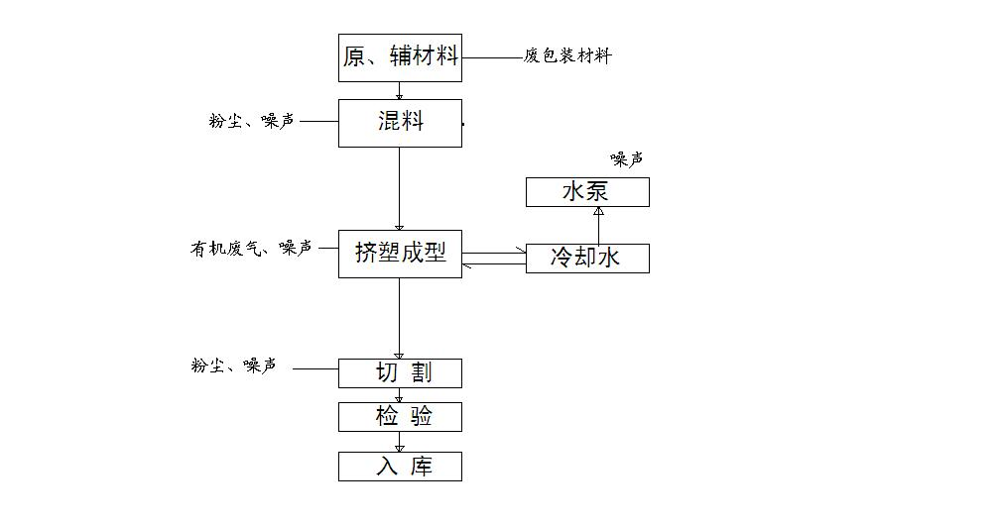 原、辅材料
废包装材料
粉尘、噪声
混料
噪声
水泵
有机废气、噪声
挤塑成型
冷却水
粉尘、噪声
切 割
检 验
入 库